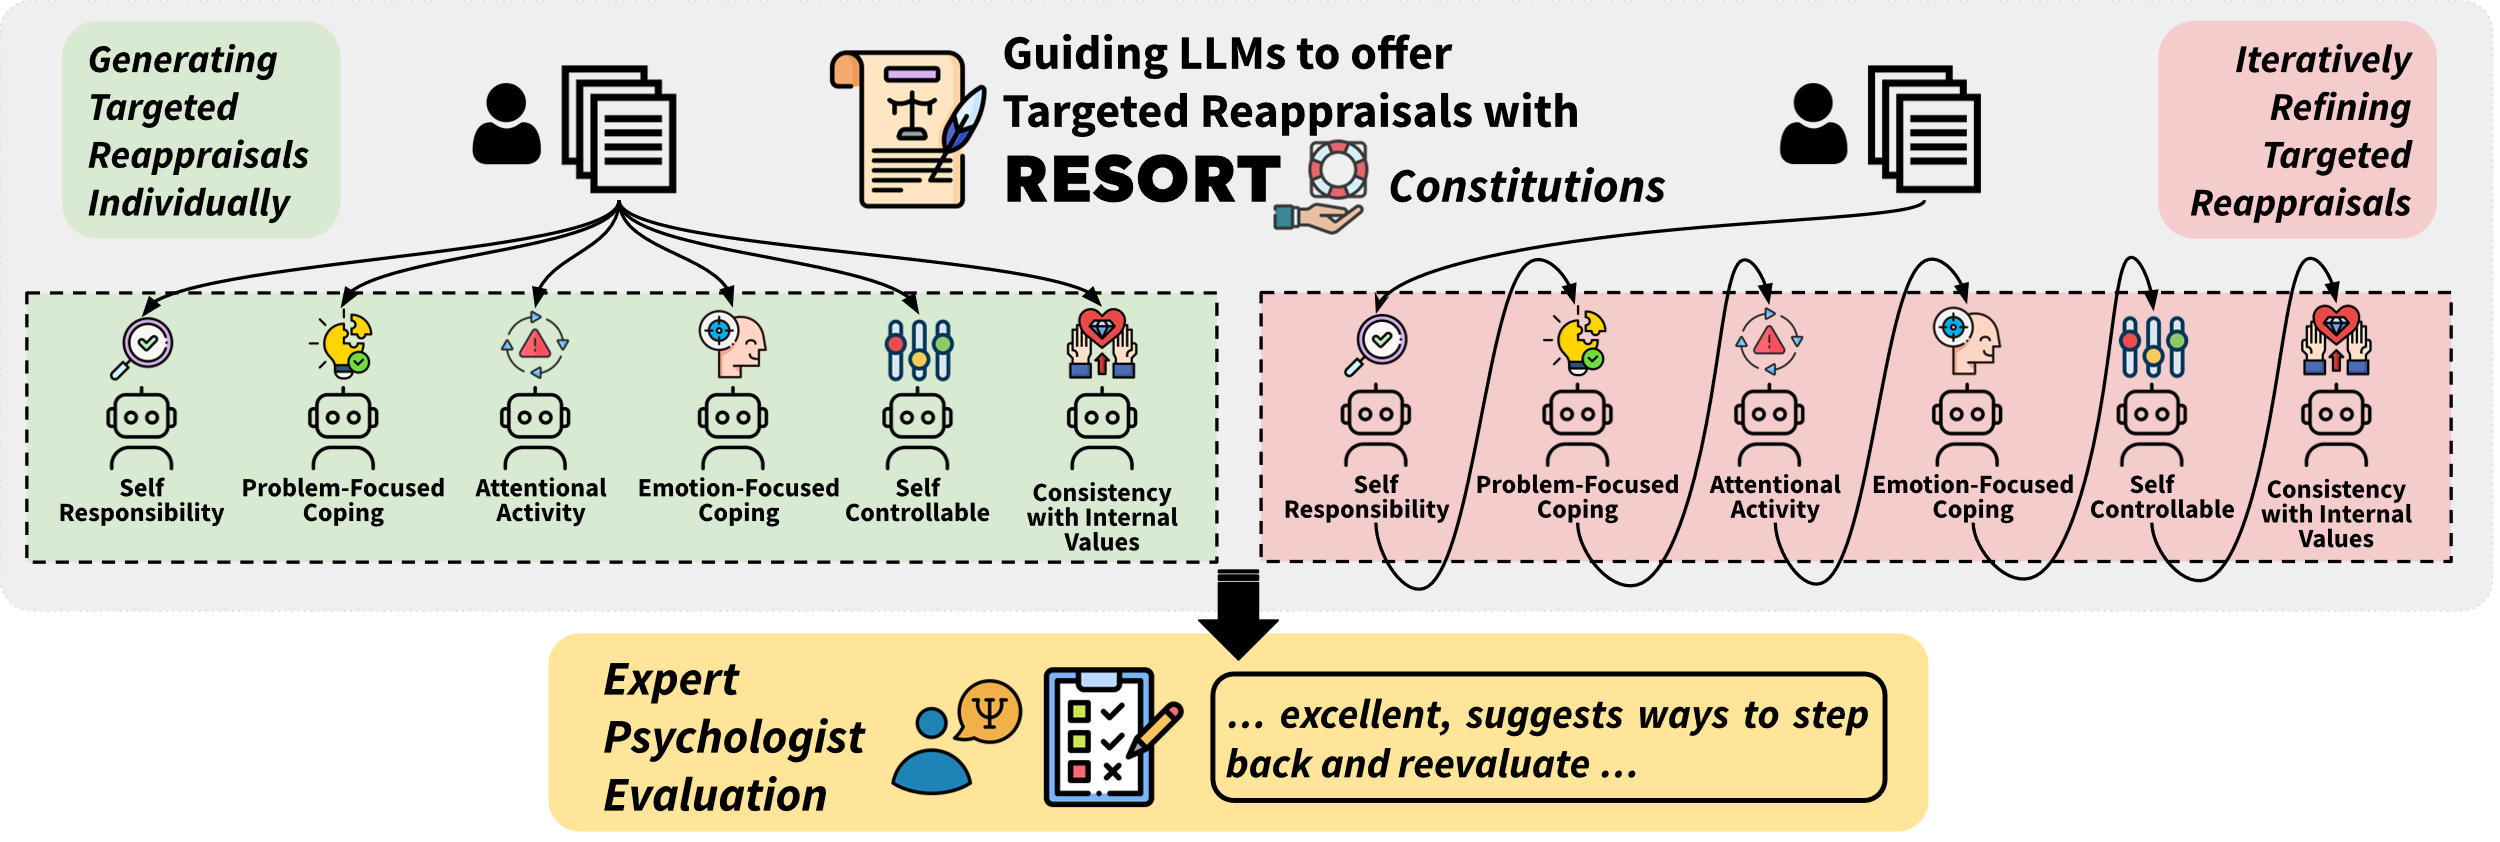 Generating
Targeted
Reappraisals
Individually
Guiding LLMs to offer
Targeted Reappraisals with
RESORT Constitutions
Iteratively
Refining
Targeted
Reappraisals
Self
Responsibility
Problem-Focused
Coping
Attentional
Activity
Emotion-Focused
Coping
Self
Controllable
Consistency
with Internal
Values
Self
Responsibility
Problem-Focused
Coping
Attentional
Activity
Emotion-Focused
Coping
Self
Controllable
Consistency
with Internal
Values
Expert
Psychologist
Evaluation
Ψ
... excellent, suggests ways to step
back and reevaluate ...